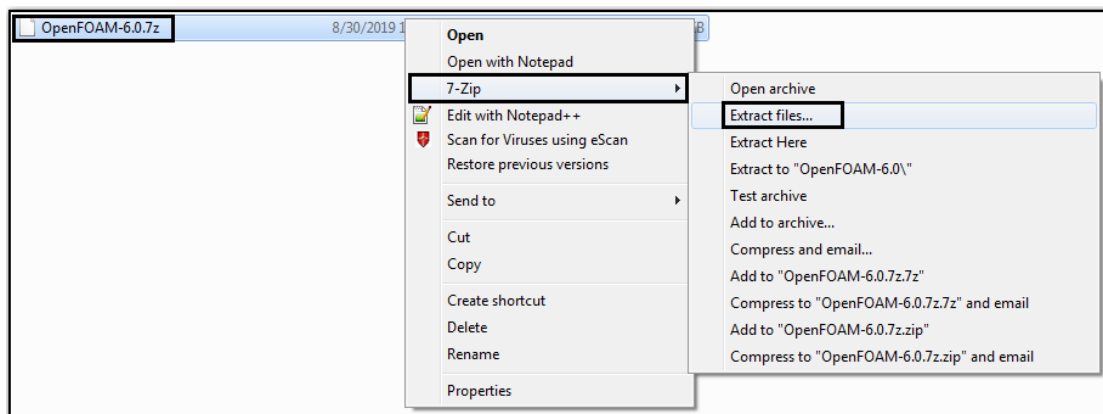 OpenFOAM-6.0.7z
8/30/2019 1
B
Open
Open with Notepad
7-Zip
Edit with Notepad++
Scan for Viruses using eScan
Restore previous versions
Send to
Cut
Copy
Create shortcut
Delete
Rename
Properties
Open archive
Extract files...
Extract Here
Extract to "OpenFOAM-6.0\"
Test archive
Add to archive...
Compress and email...
Add to "OpenFOAM-6.0.7z.7z"
Compress to "OpenFOAM-6.0.7z.7z" and email
Add to "OpenFOAM-6.0.7z.zip"
Compress to "OpenFOAM-6.0.7z.zip" and email